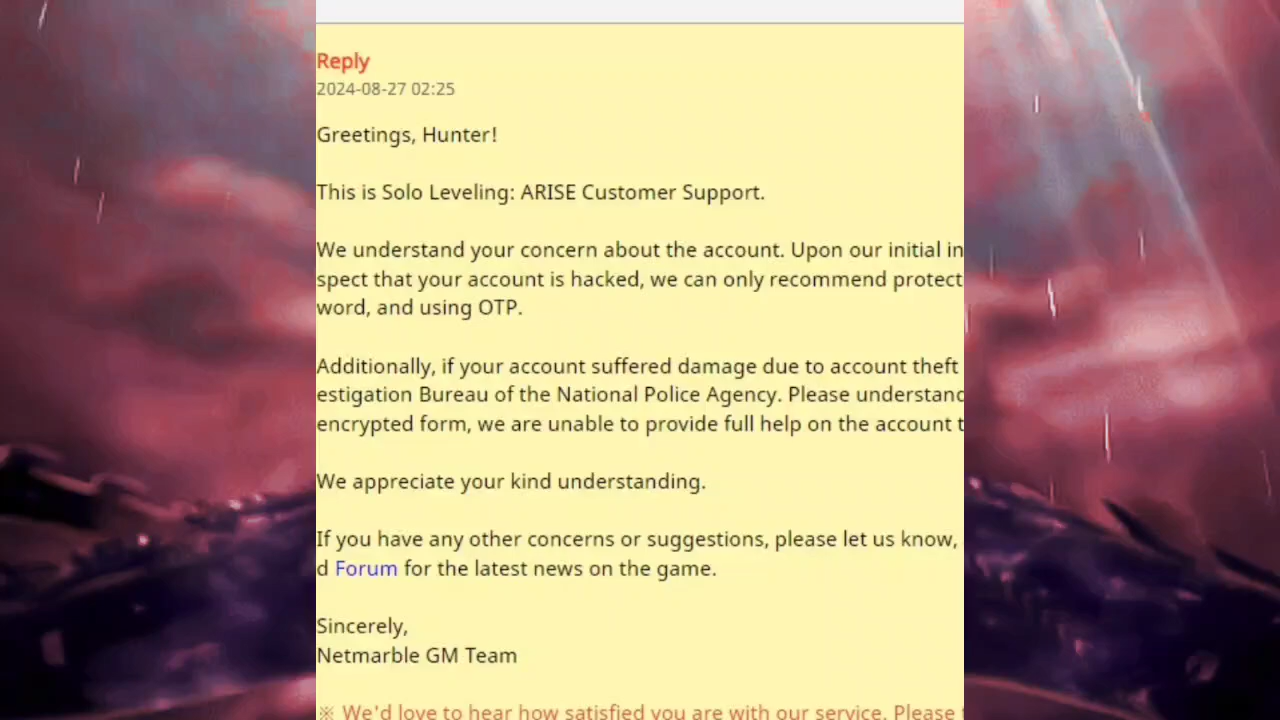 Reply
2024-08-27 02:25
Greetings, Hunter!
This is Solo Leveling: ARISE Customer Support.
We understand your concern about the account. Upon our initial in
spect that your account is hacked, we can only recommend protect
word, and using OTP.
Additionally, if your account suffered damage due to account theft
estigation Bureau of the National Police Agency. Please understand
encrypted form, we are unable to provide full help on the account t
We appreciate your kind understanding.
If you have any other concerns or suggestions, please let us know,
d Forum for the latest news on the game.
Sincerely,
Netmarble GM Team
※ We'd love to hear how satisfied you are with our service. Please